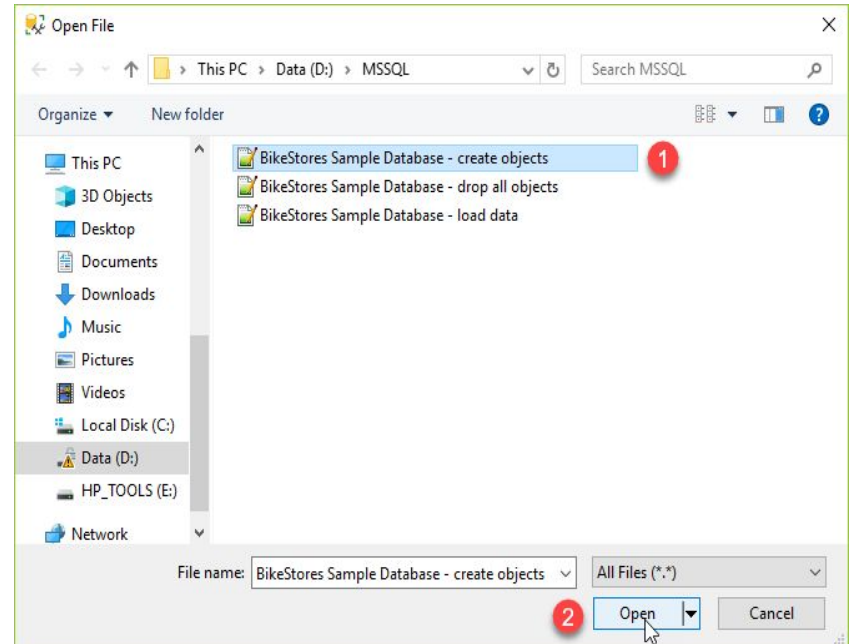 Open File
This PC > Data (D:) > MSSQL
Search MSSQL
Organize
New folder
This PC
3D Objects
Desktop
Documents
Downloads
Music
Pictures
Videos
Local Disk (C:)
Data (D:)
HP_TOOLS (E:)
Network
BikeStores Sample Database - create objects
1
BikeStores Sample Database - drop all objects
BikeStores Sample Database - load data
File name: BikeStores Sample Database - create objects
All Files (*.*)
2
Open
Cancel